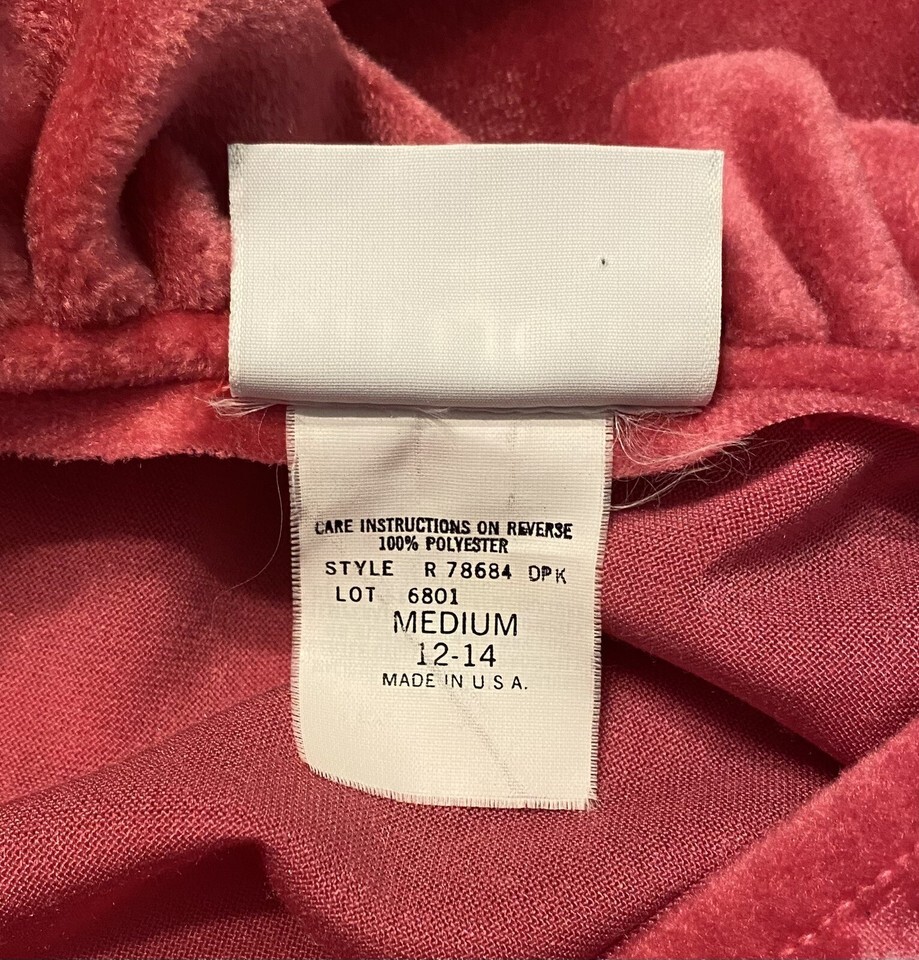 CARE INSTRUCTIONS ON REVERSE
100% POLYESTER
STYLE R 78684 DPK
LOT 6801
MEDIUM
12-14
MADE IN U S A.